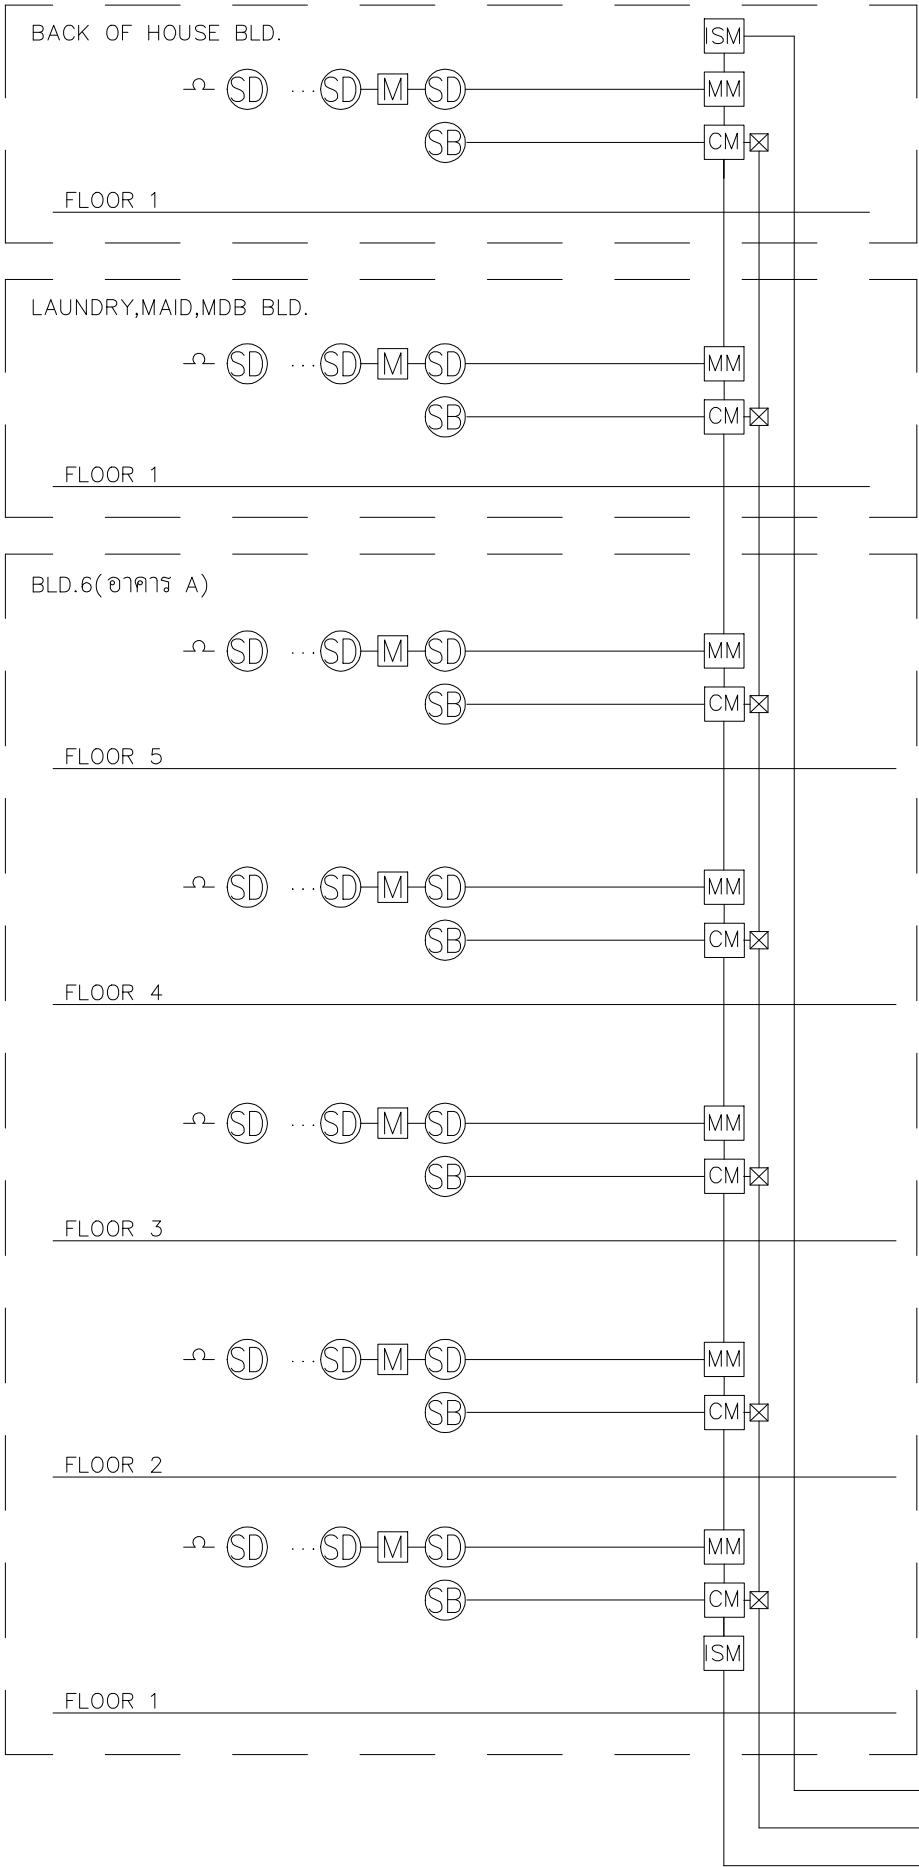 BACK OF HOUSE BLD.
ISM
SD ...SD M SD MM
SB CM
FLOOR 1
LAUNDRY,MAID,MDB BLD.
SD ...SD M SD MM
SB CM
FLOOR 1
BLD.6(อาคาร A)
SD ...SD M SD MM
SB CM
FLOOR 5
SD ...SD M SD MM
SB CM
FLOOR 4
SD ...SD M SD MM
SB CM
FLOOR 3
SD ...SD M SD MM
SB CM
FLOOR 2
SD ...SD M SD MM
SB CM
ISM
FLOOR 1